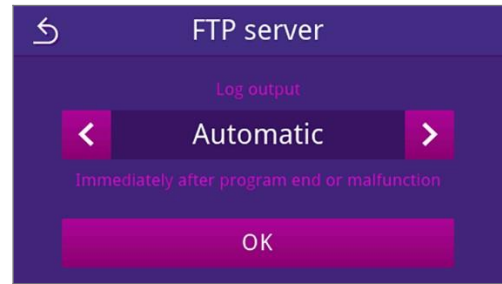 FTP server
Log output
Automatic
Immediately after program end or malfunction
OK